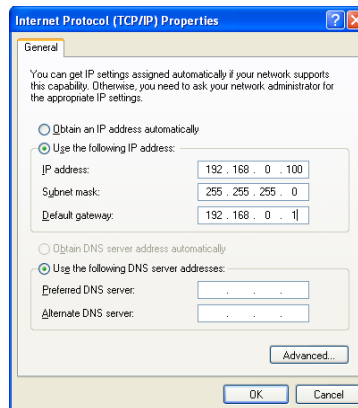 Internet Protocol (TCP/IP) Properties
General
You can get IP settings assigned automatically if your network supports
this capability. Otherwise, you need to ask your network administrator for
the appropriate IP settings.
Obtain an IP address automatically
Use the following IP address:
IP address: 192 . 168 . 0 . 100
Subnet mask: 255 . 255 . 255 . 0
Default gateway: 192 . 168 . 0 . 1
Obtain DNS server address automatically
Use the following DNS server addresses:
Preferred DNS server: . . .
Alternate DNS server: . . .
Advanced...
OK Cancel